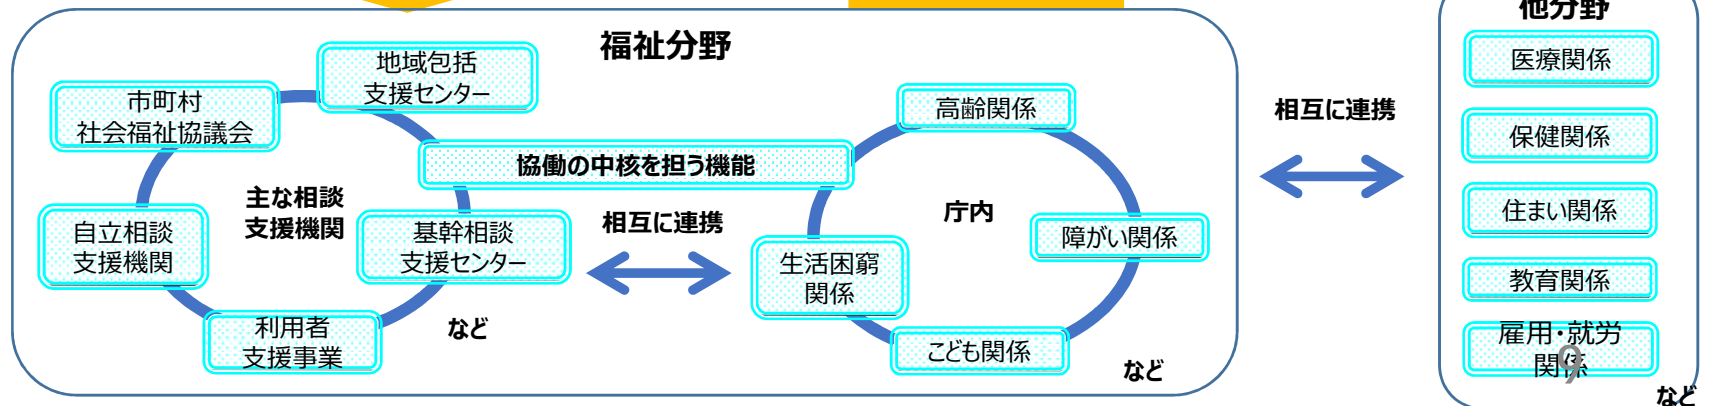 福祉分野
地域包括
支援センター
市町村
社会福祉協議会
主な相談
支援機関
自立相談
支援機関
基幹相談
支援センター
利用者
支援事業
など
協働の中核を担う機能
相互に連携
高齢関係
庁内
障がい関係
生活困窮
関係
こども関係
など
相互に連携
他分野
医療関係
保健関係
住まい関係
教育関係
雇用・就労
関係
9
など